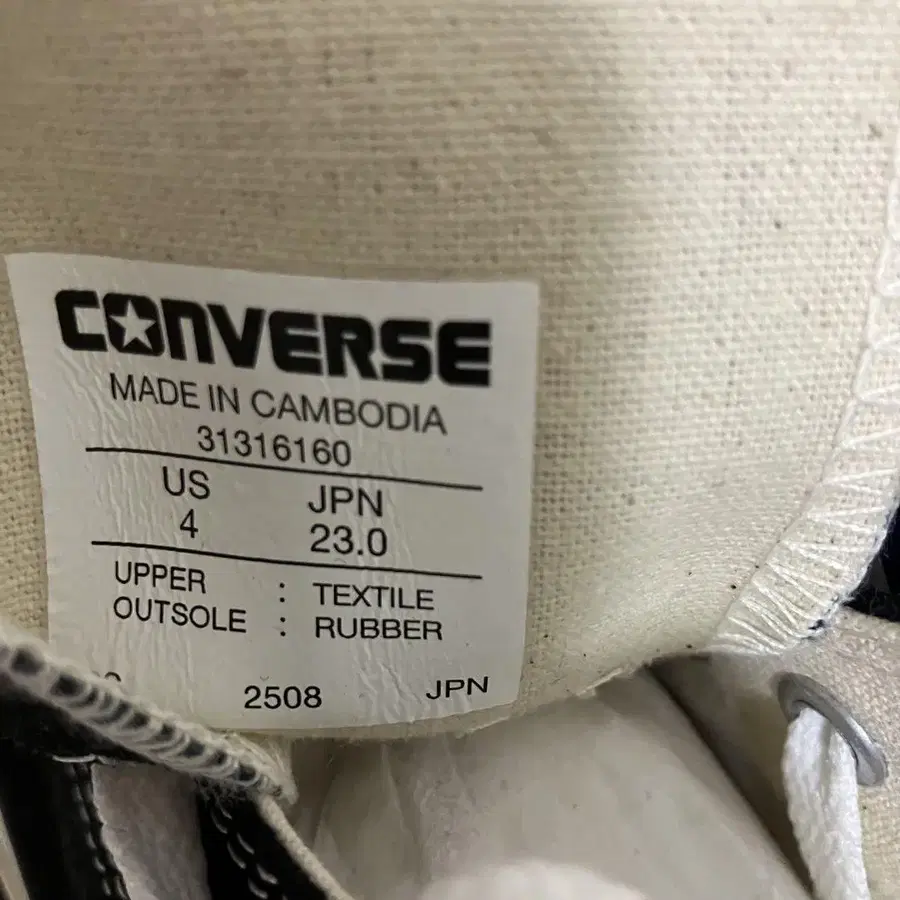 CONVERSE
MADE IN CAMBODIA
31316160
US JPN
4 23.0
UPPER : TEXTILE
OUTSOLE : RUBBER
2508 JPN